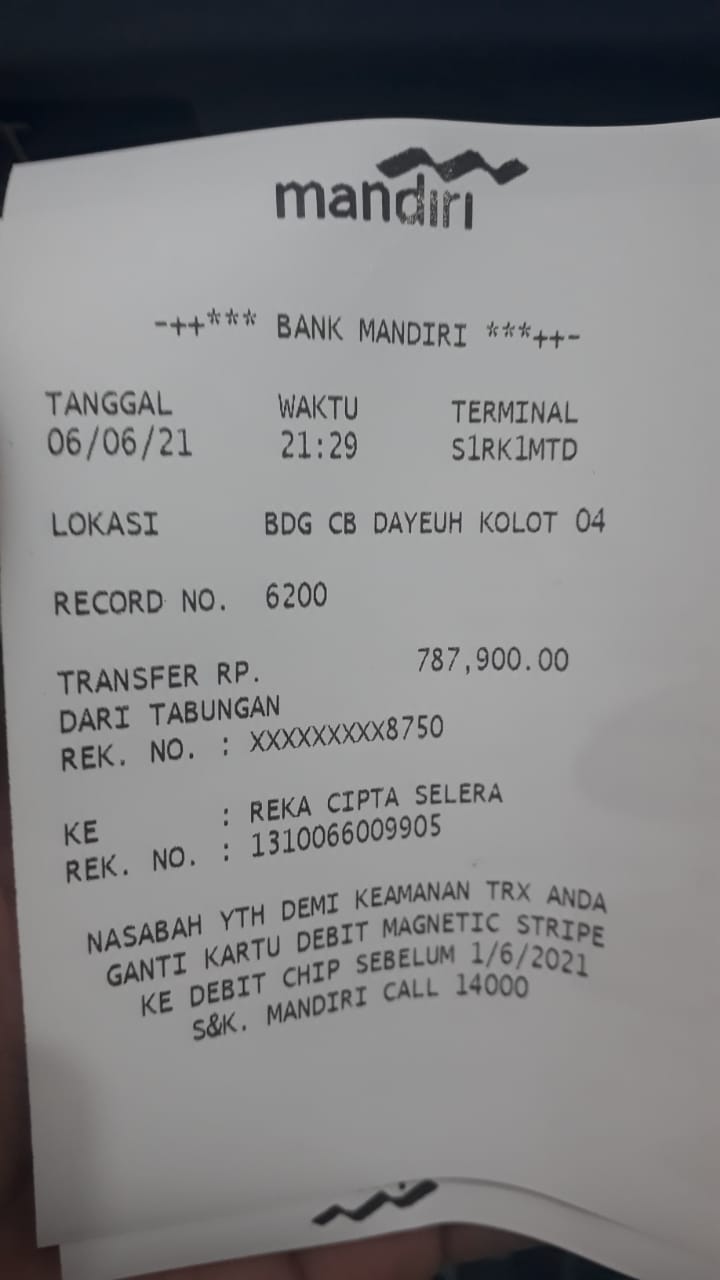 mandiri
-++*** BANK MANDIRI ***++-
TANGGAL WAKTU TERMINAL
06/06/21 21:29 S1RK1MTD
LOKASI BDG CB DAYEUH KOLOT 04
RECORD NO. 6200
TRANSFER RP. 787,900.00
DARI TABUNGAN
REK. NO. : XXXXXXXXX8750
KE : REKA CIPTA SELERA
REK. NO. : 1310066009905
NASABAH YTH DEMI KEAMANAN TRX ANDA
GANTI KARTU DEBIT MAGNETIC STRIPE
KE DEBIT CHIP SEBELUM 1/6/2021
S&K. MANDIRI CALL 14000